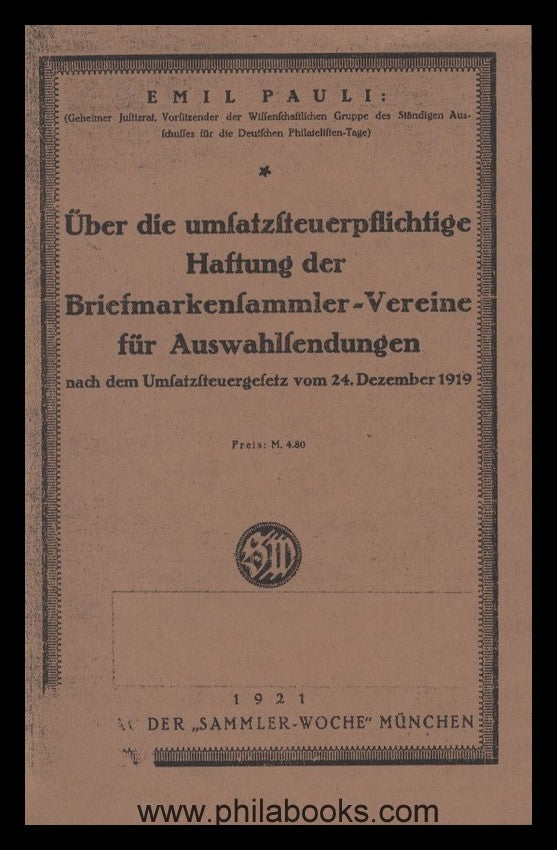 EMIL PAULI:
(Geheimer Juſtizrat, Vorſitzender der Wiſſenſchaftlichen Gruppe des Ständigen Aus-
ſchuſſes für die Deutſchen Philateliſten-Tage)
*
Über die umſatzſteuerpflichtige
Haftung der
Briefmarkenſammler-Vereine
für Auswahlſendungen
nach dem Umſatzſteuergeſetz vom 24. Dezember 1919
Preis: M. 4.80
SW
1921
DER „SAMMLER-WOCHE" MÜNCHEN
www.philabooks.com